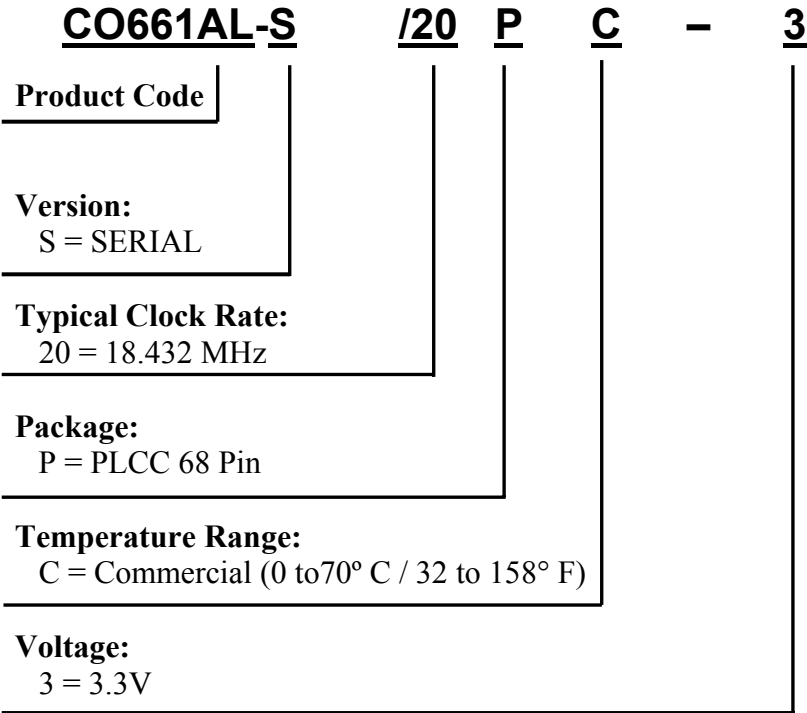 CO661AL-S /20 P C – 3
Product Code
Version:
S = SERIAL
Typical Clock Rate:
20 = 18.432 MHz
Package:
P = PLCC 68 Pin
Temperature Range:
C = Commercial (0 to70º C / 32 to 158° F)
Voltage:
3 = 3.3V